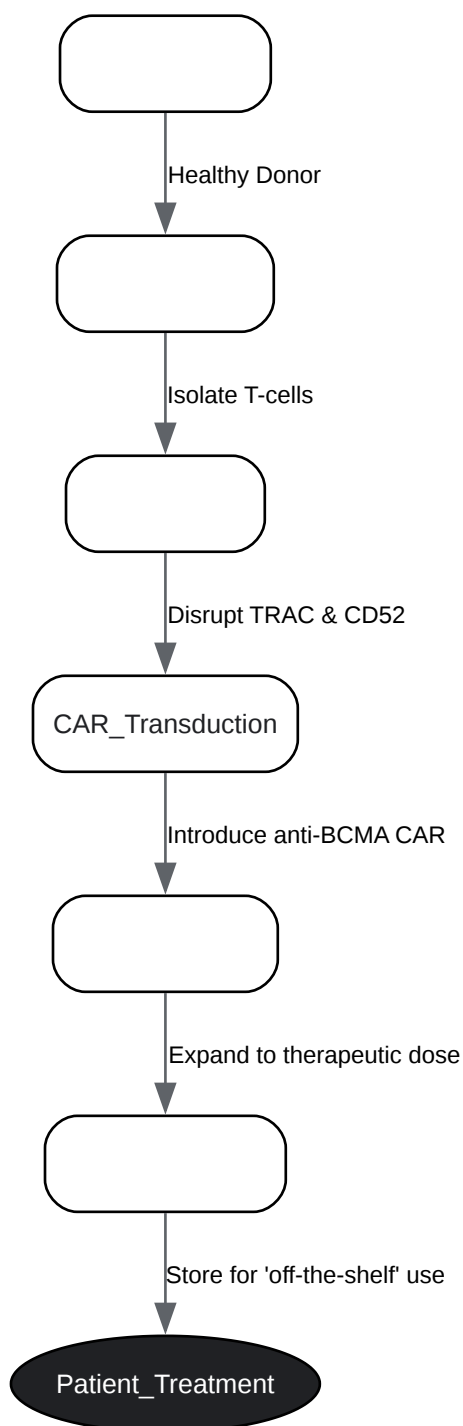 Healthy Donor
Isolate T-cells
Disrupt TRAC & CD52
CAR_Transduction
Introduce anti-BCMA CAR
Expand to therapeutic dose
Store for 'off-the-shelf' use
Patient_Treatment